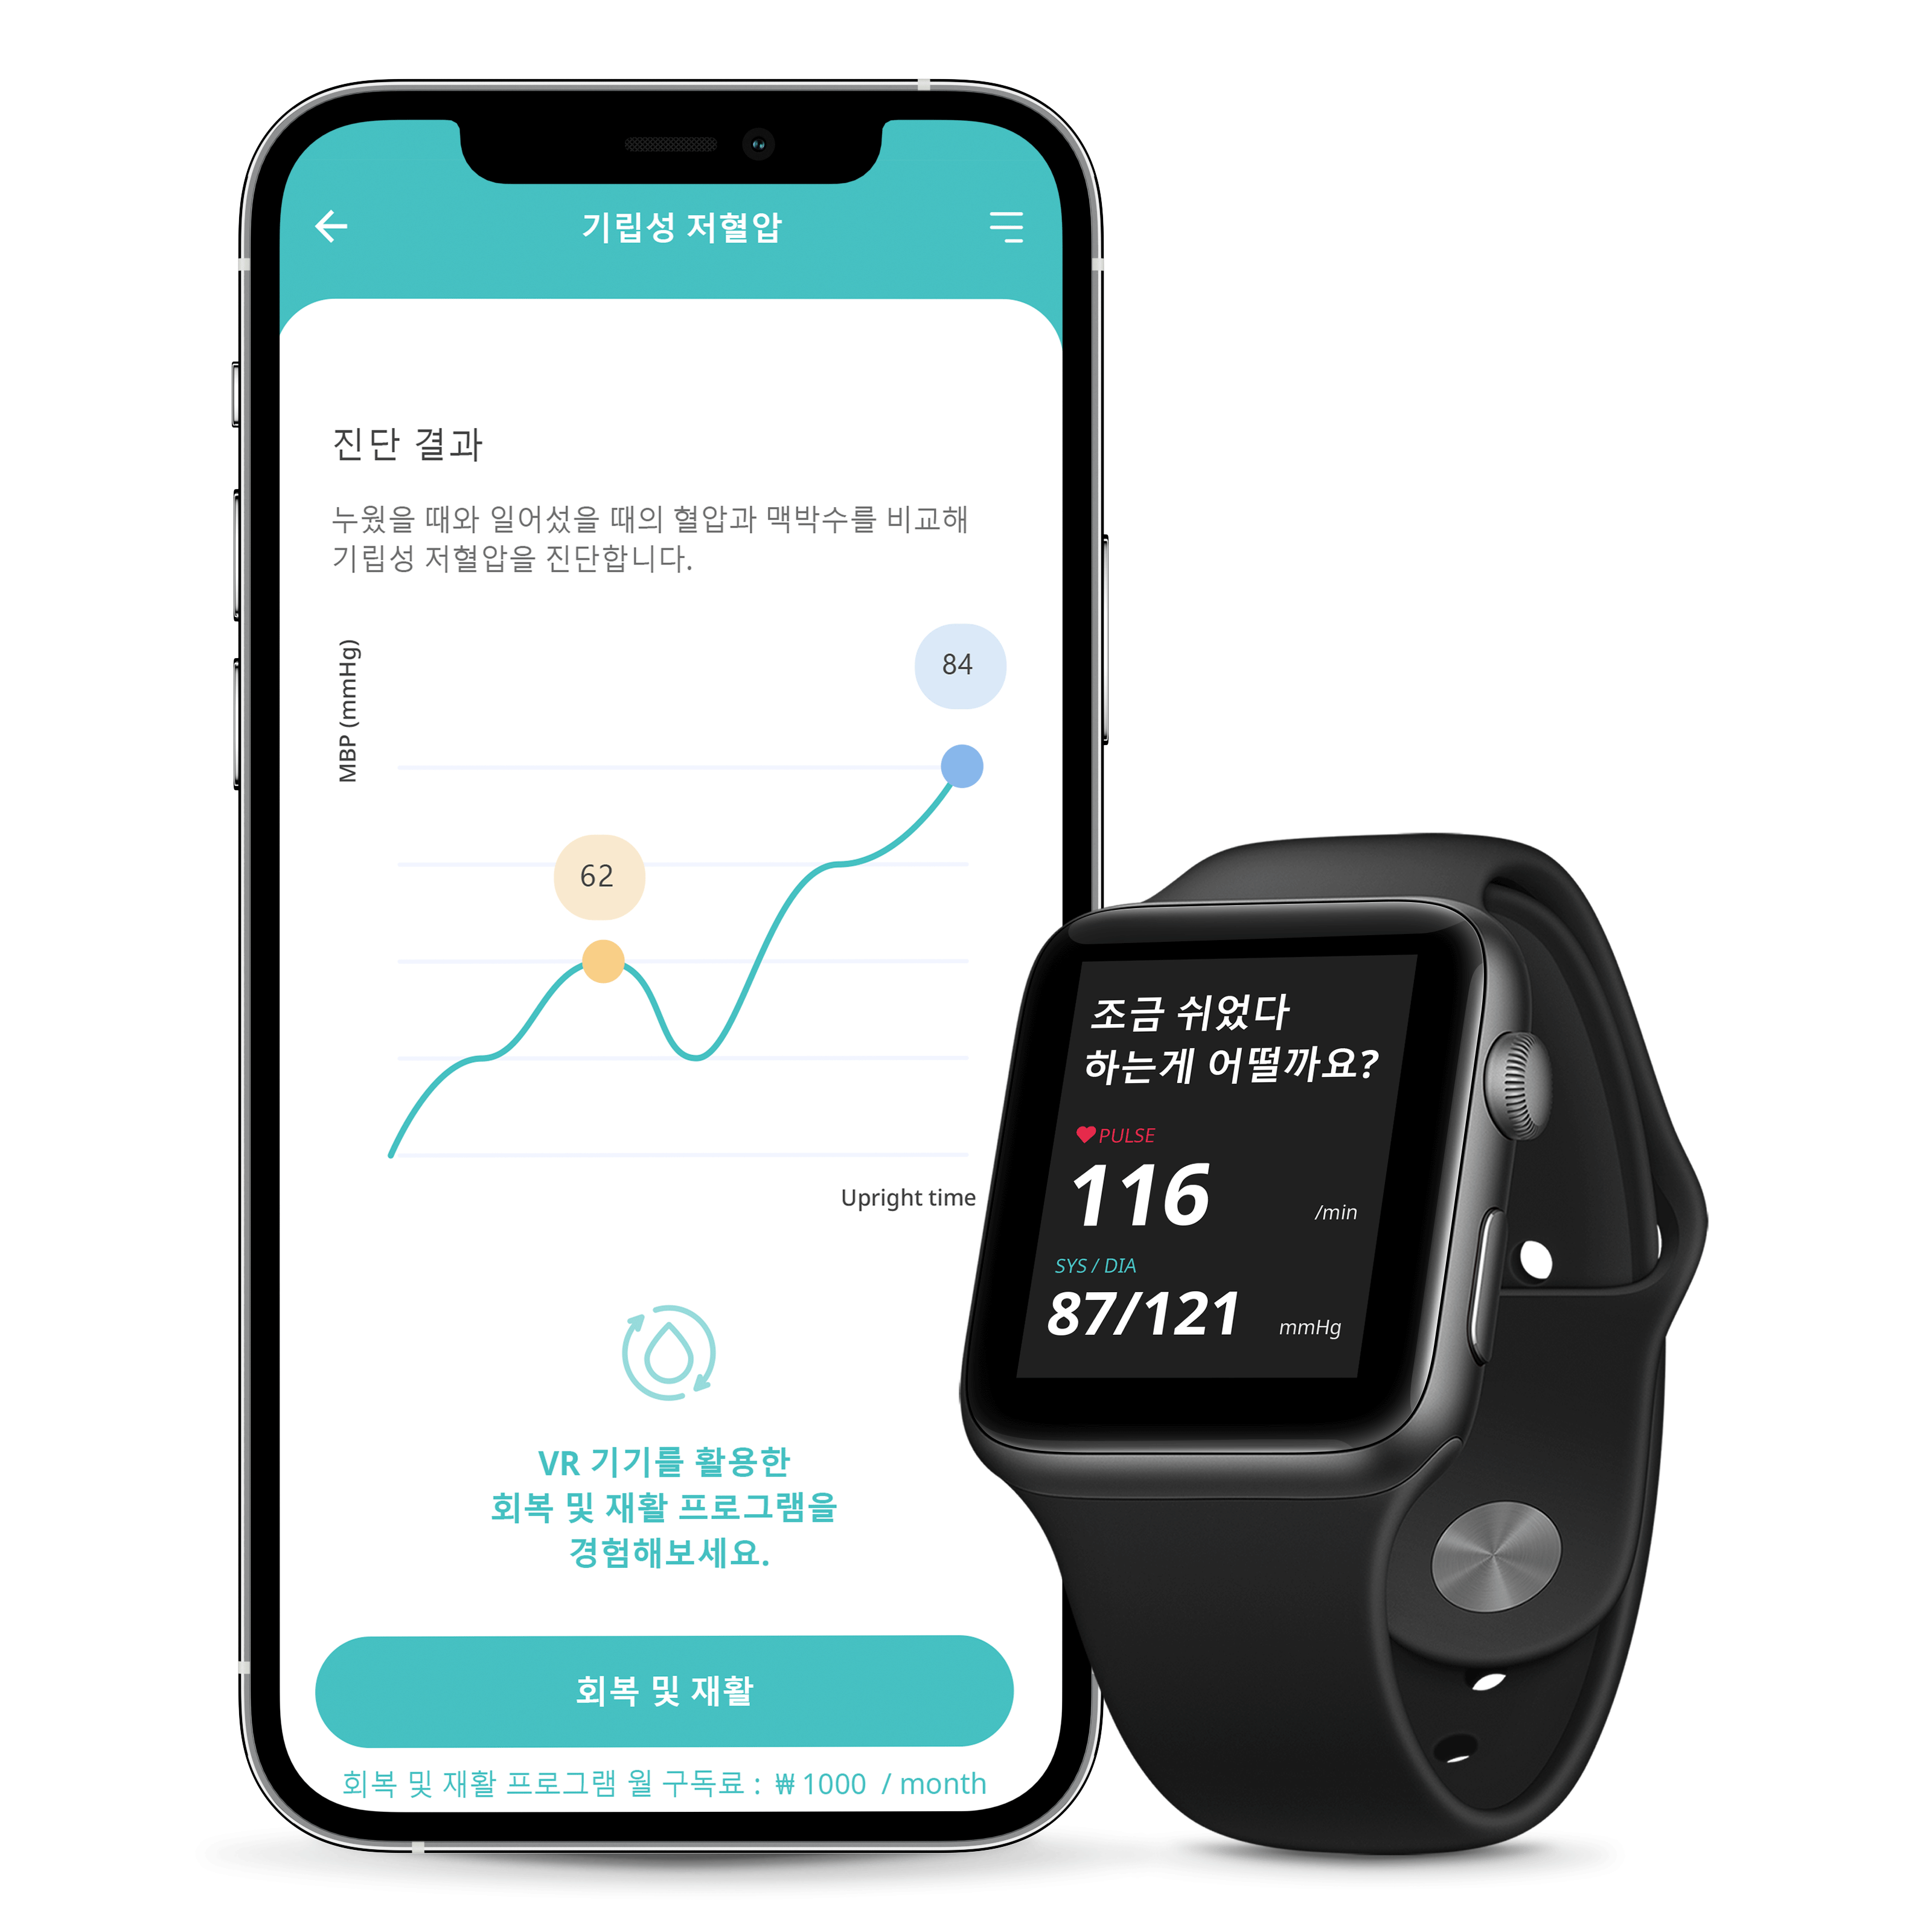 기립성 저혈압
진단 결과
누웠을 때와 일어섰을 때의 혈압과 맥박수를 비교해
기립성 저혈압을 진단합니다.
MBP (mmHg)
84
62
Upright time
VR 기기를 활용한
회복 및 재활 프로그램을
경험해보세요.
회복 및 재활
회복 및 재활 프로그램 월 구독료 : ₩ 1000 / month
조금 쉬었다
하는게 어떨까요?
PULSE
116 /min
SYS / DIA
87/121 mmHg